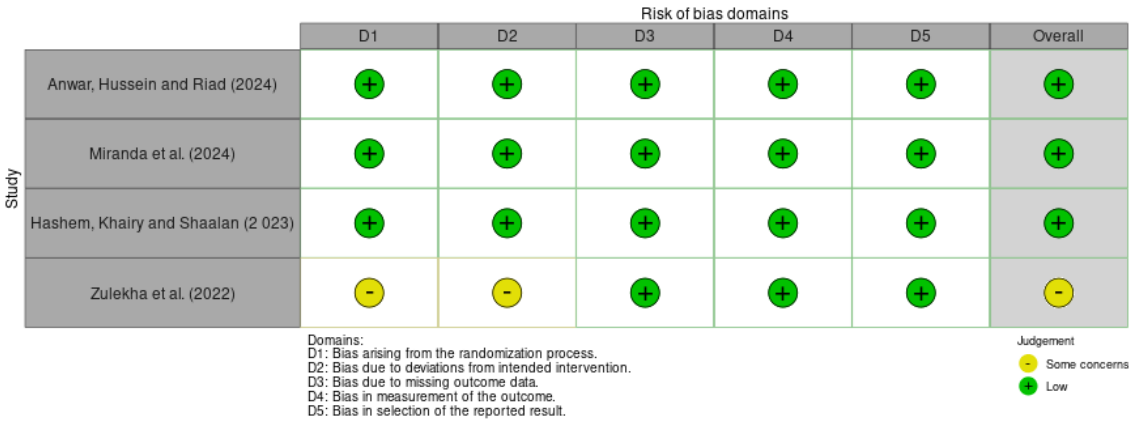 Risk of bias domains
D1 D2 D3 D4 D5 Overall
Study
Anwar, Hussein and Riad (2024) + + + + + +
Miranda et al. (2024) + + + + + +
Hashem, Khairy and Shaalan (2 023) + + + + + +
Zulekha et al. (2022) - - + + + -
Domains:
D1: Bias arising from the randomization process.
D2: Bias due to deviations from intended intervention.
D3: Bias due to missing outcome data.
D4: Bias in measurement of the outcome.
D5: Bias in selection of the reported result.
Judgement
- Some concerns
+ Low